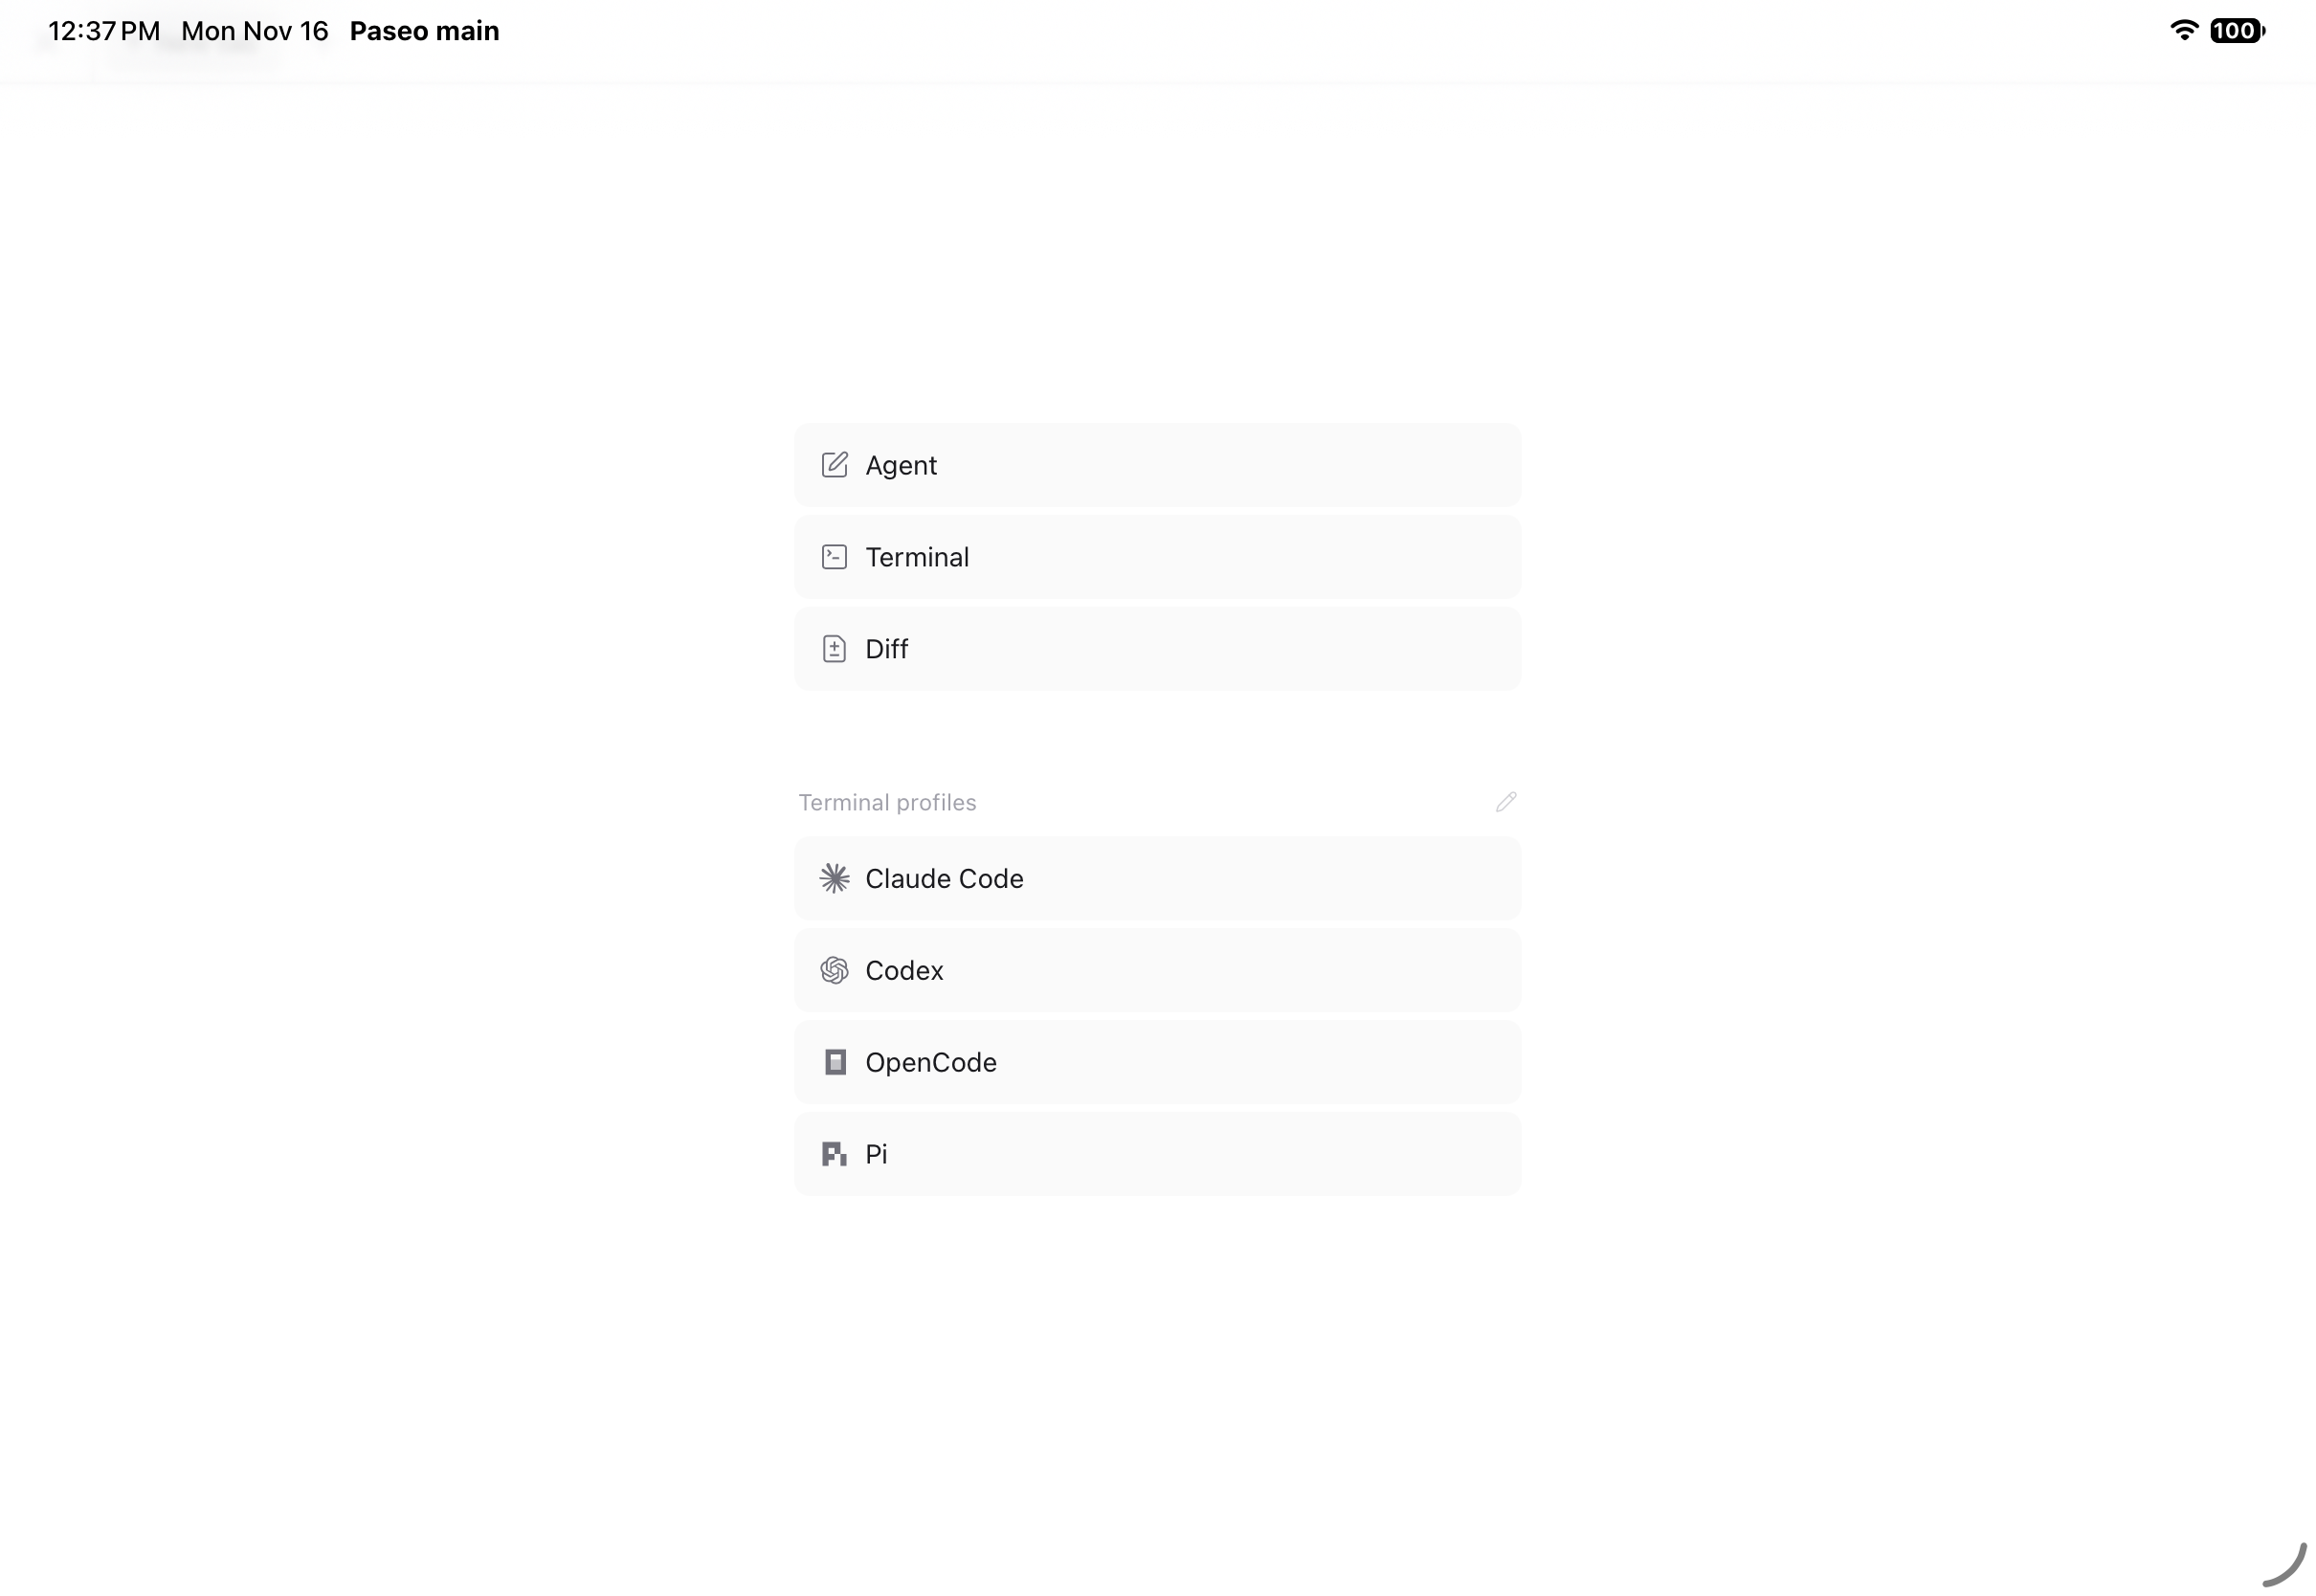 12:37 PM Mon Nov 16 Paseo main 100
Agent
Terminal
Diff
Terminal profiles
Claude Code
Codex
OpenCode
Pi